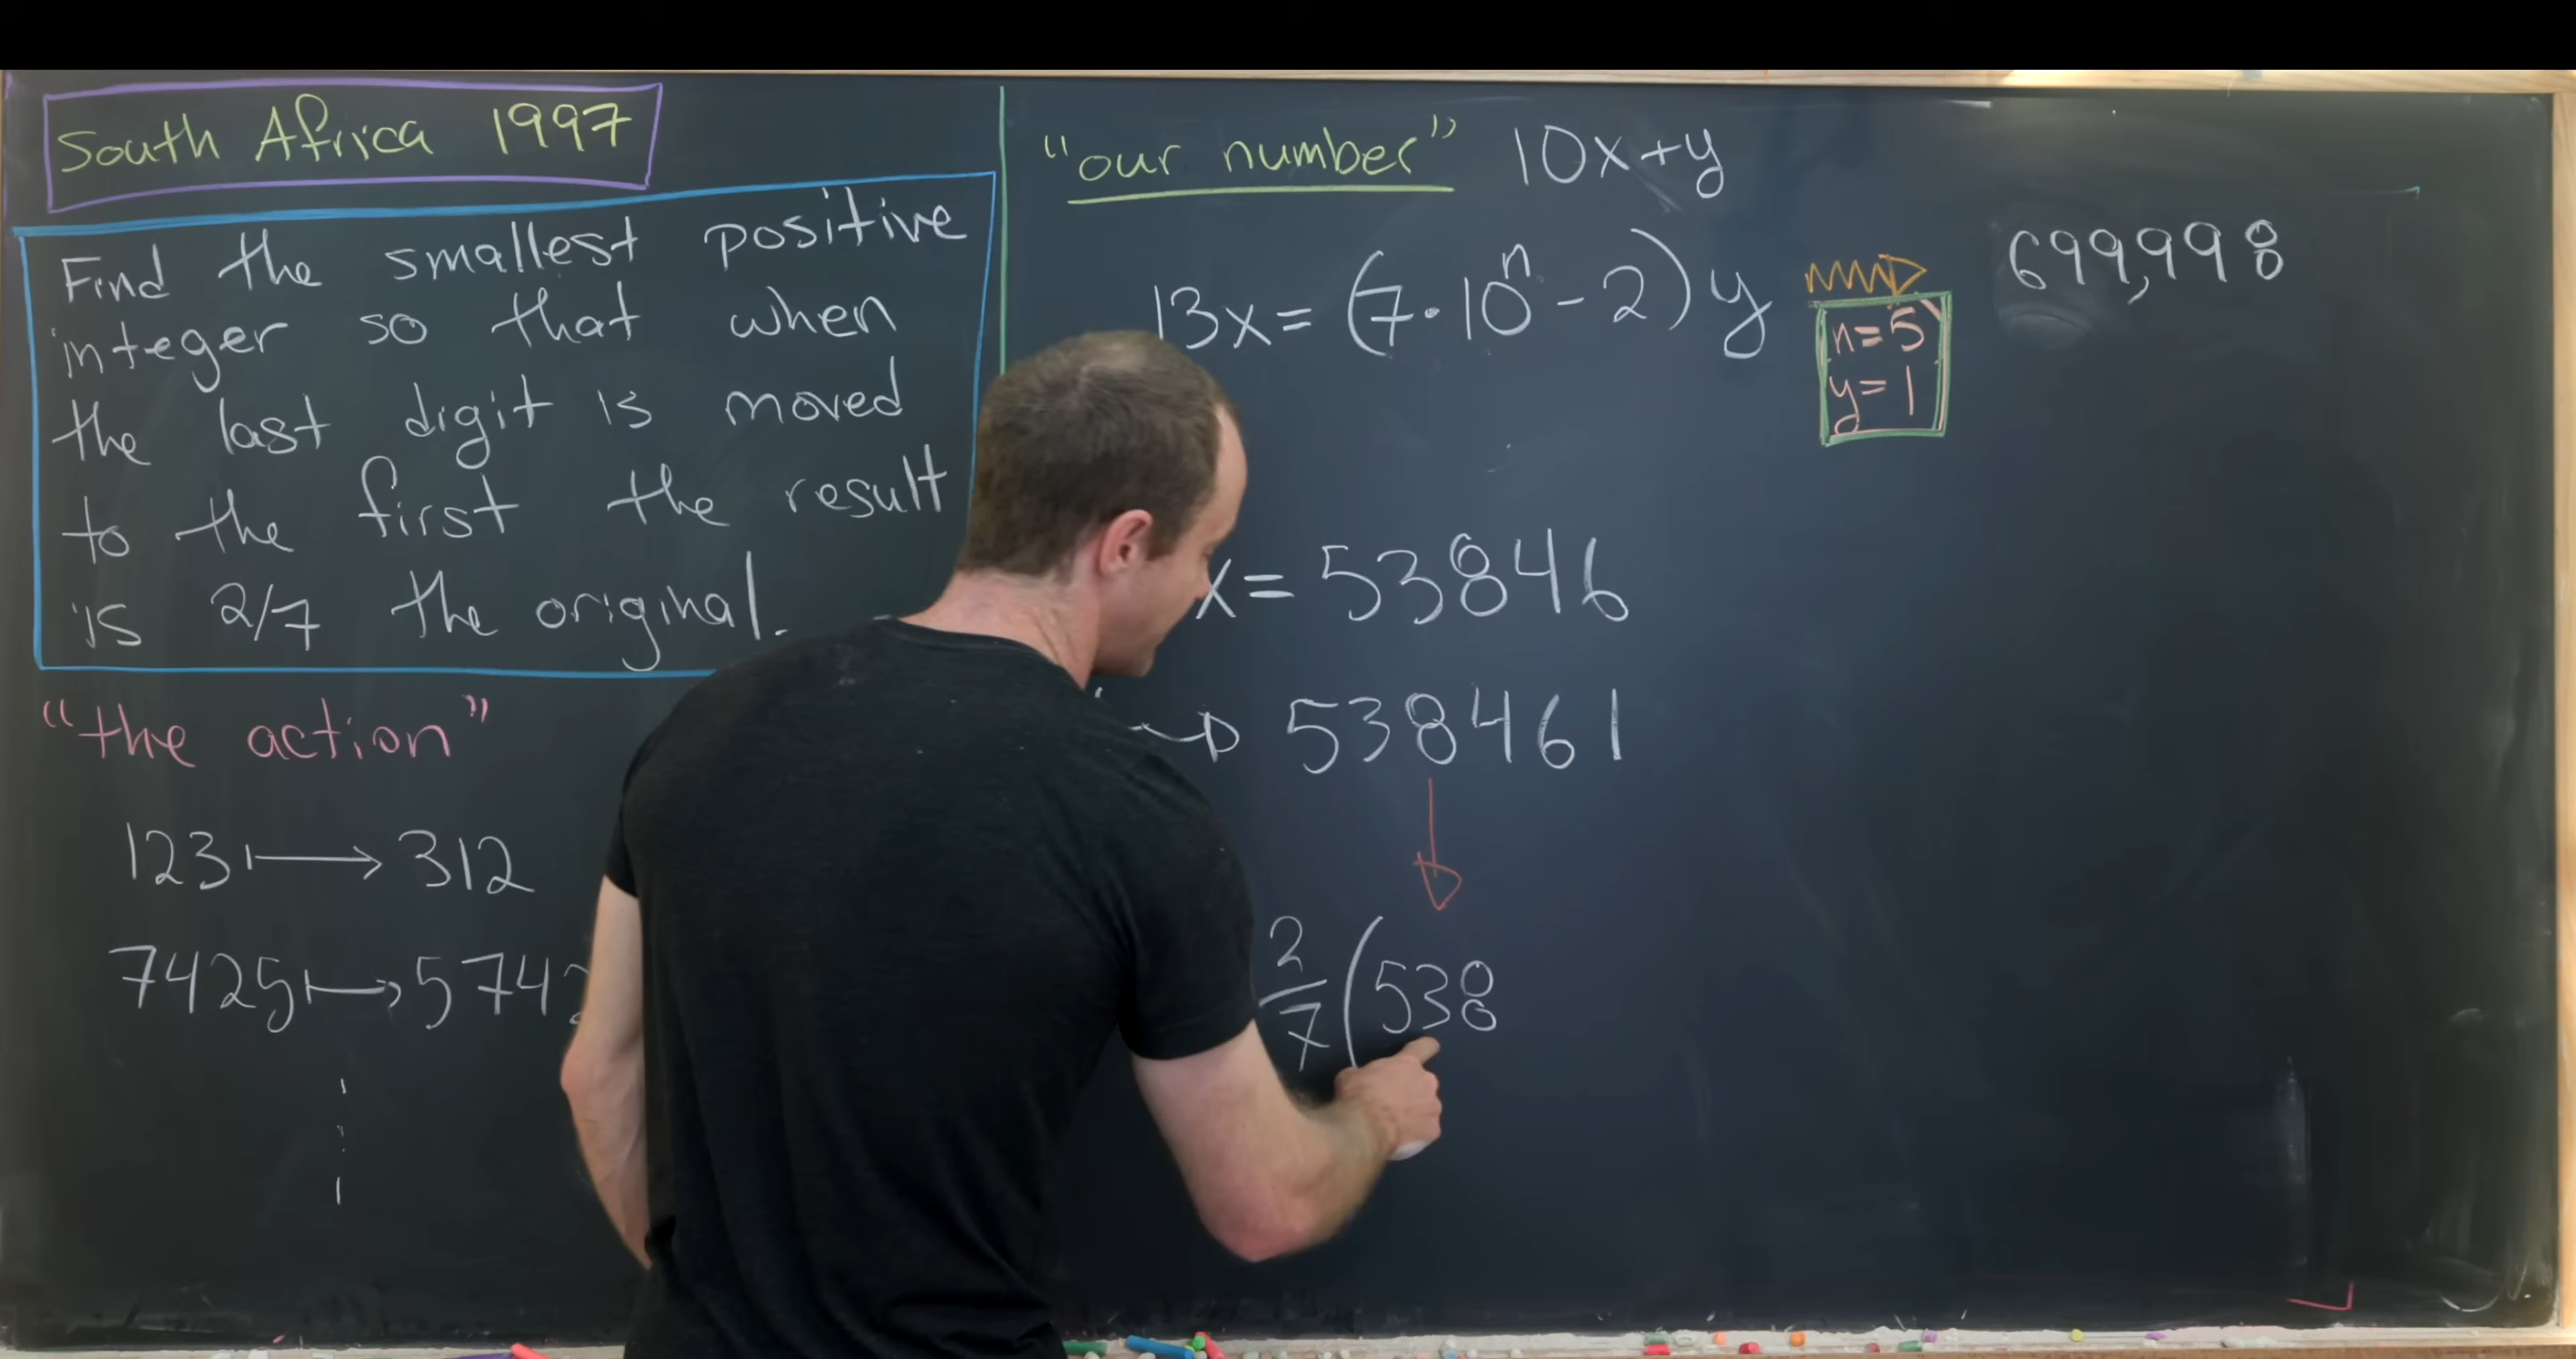 South Africa 1997
Find the smallest positive
integer so that when
the last digit is moved
to the first the result
is 2/7 the original.
"the action"
123 ↦ 312
7425 ↦ 5742
"our number" 10x+y
13x = (7·10ⁿ - 2) y
n=5
y=1
699,998
x = 53846
→ 538461
2/7 (538